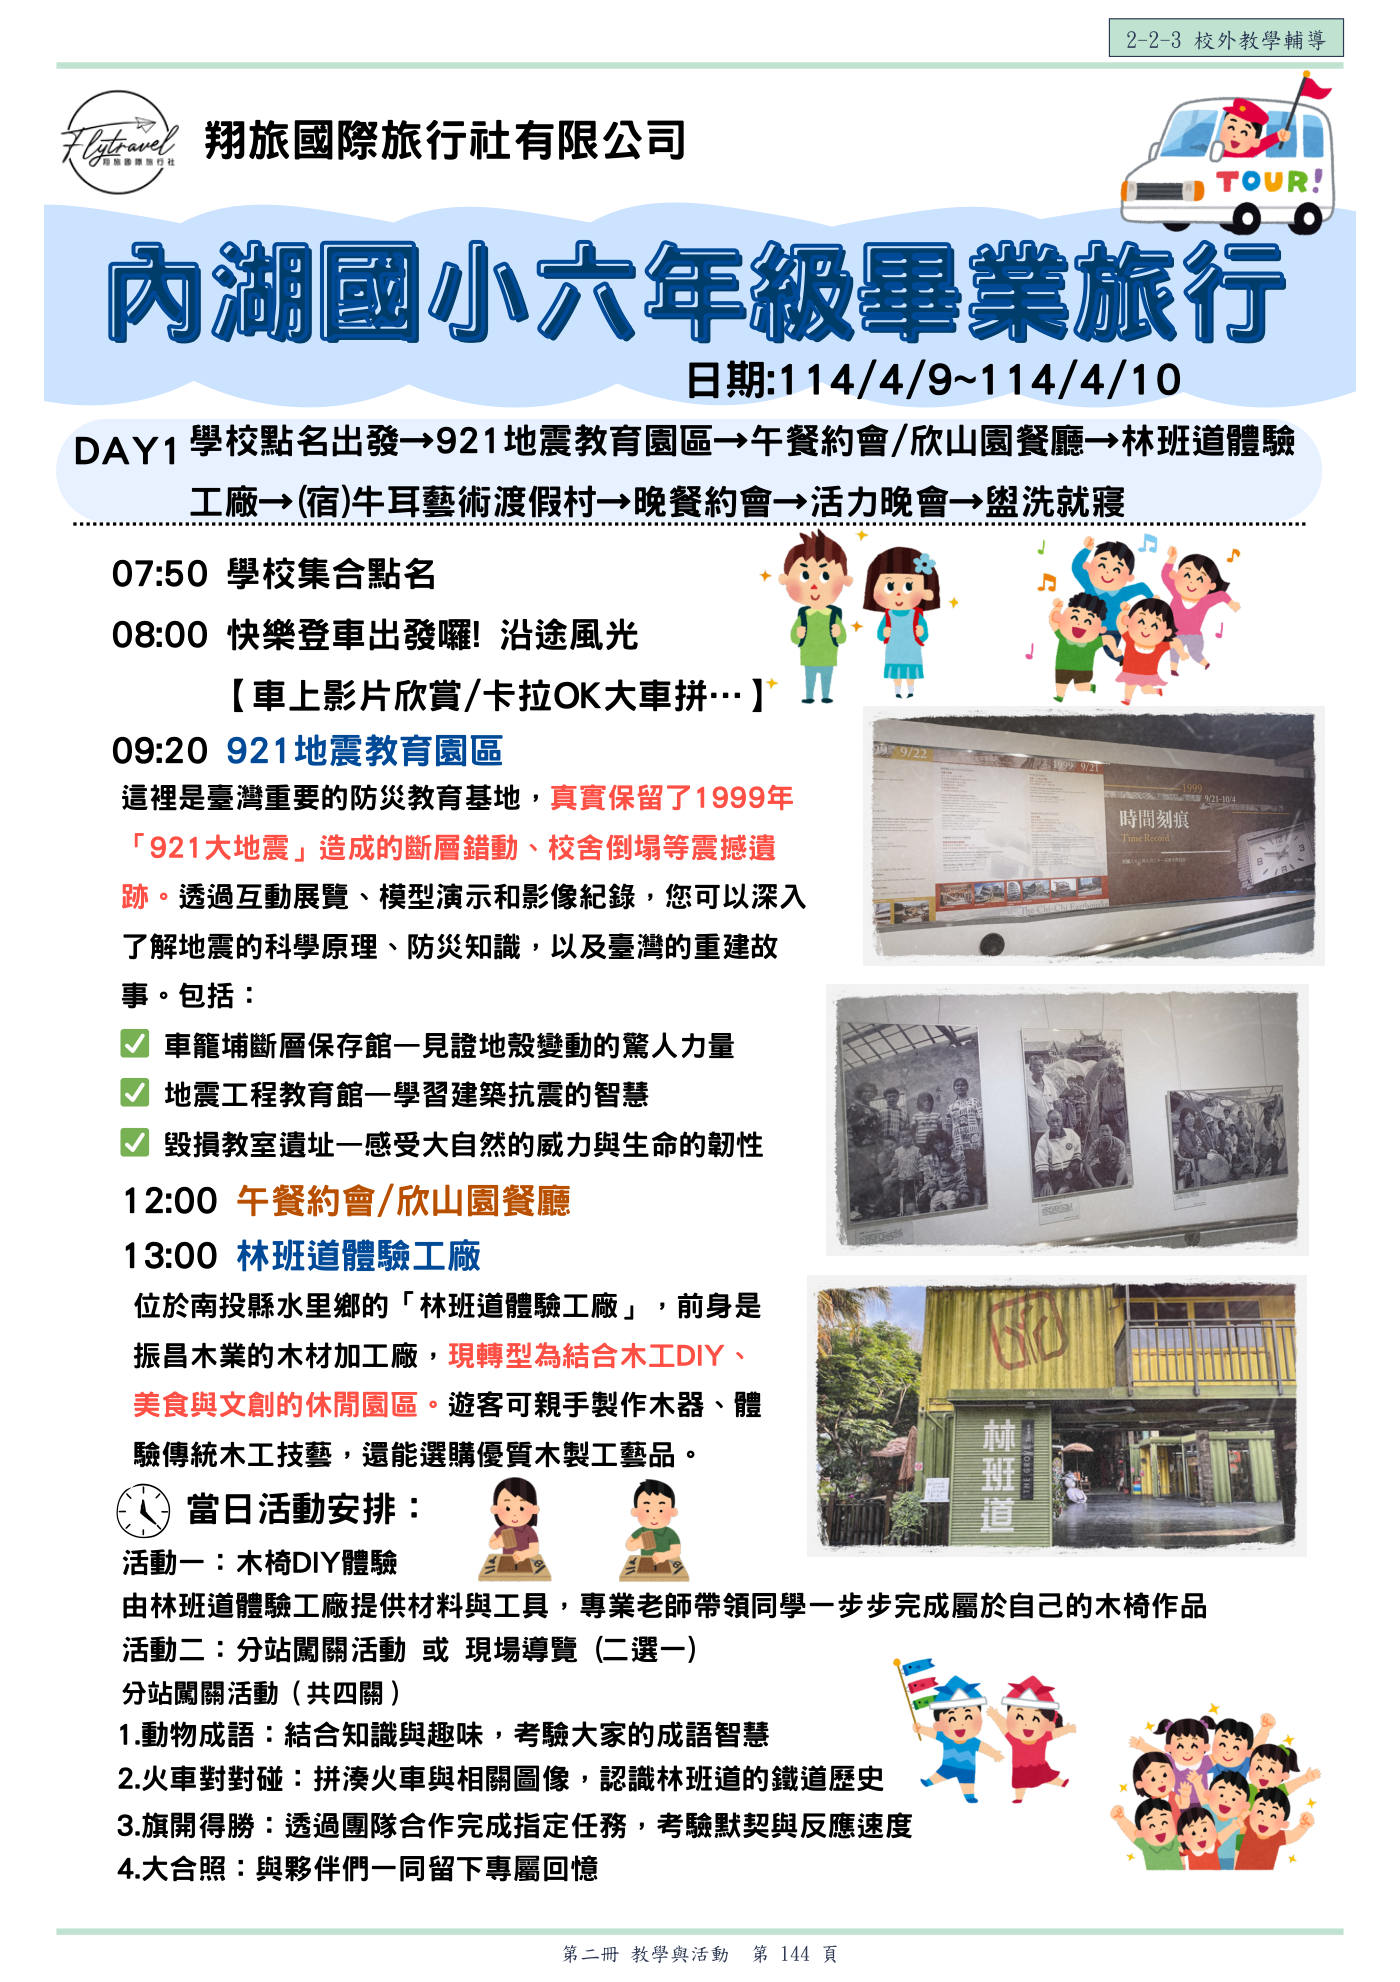 2-2-3 校外教學輔導
Flytravel
翔旅國際旅行社
翔旅國際旅行社有限公司
TOUR!
內湖國小六年級畢業旅行
日期:114/4/9~114/4/10
DAY1 學校點名出發→921地震教育園區→午餐約會/欣山園餐廳→林班道體驗
工廠→(宿)牛耳藝術渡假村→晚餐約會→活力晚會→盥洗就寢
07:50 學校集合點名
08:00 快樂登車出發囉! 沿途風光
【車上影片欣賞/卡拉OK大車拼…】
09:20 921地震教育園區
這裡是臺灣重要的防災教育基地，真實保留了1999年
「921大地震」造成的斷層錯動、校舍倒塌等震撼遺
跡。透過互動展覽、模型演示和影像紀錄，您可以深入
了解地震的科學原理、防災知識，以及臺灣的重建故
事。包括：
✅ 車籠埔斷層保存館—見證地殼變動的驚人力量
✅ 地震工程教育館—學習建築抗震的智慧
✅ 毀損教室遺址—感受大自然的威力與生命的韌性
9/22
1999 9/21
1999
9/21-10/4
時間刻痕
Time Record
The Chi-Chi Earthquake
12:00 午餐約會/欣山園餐廳
13:00 林班道體驗工廠
位於南投縣水里鄉的「林班道體驗工廠」，前身是
振昌木業的木材加工廠，現轉型為結合木工DIY、
美食與文創的休閒園區。遊客可親手製作木器、體
驗傳統木工技藝，還能選購優質木製工藝品。
林班道
THE GROVE
當日活動安排：
活動一：木椅DIY體驗
由林班道體驗工廠提供材料與工具，專業老師帶領同學一步步完成屬於自己的木椅作品
活動二：分站闖關活動 或 現場導覽 (二選一)
分站闖關活動（共四關）
1.動物成語：結合知識與趣味，考驗大家的成語智慧
2.火車對對碰：拼湊火車與相關圖像，認識林班道的鐵道歷史
3.旗開得勝：透過團隊合作完成指定任務，考驗默契與反應速度
4.大合照：與夥伴們一同留下專屬回憶
第二冊 教學與活動 第 144 頁